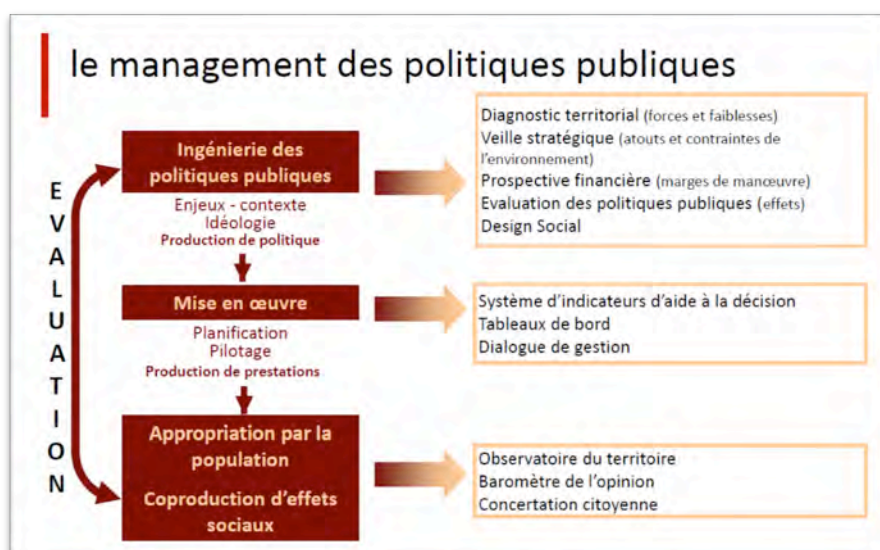 le management des politiques publiques
EVALUATION
Ingénierie des
politiques publiques
Enjeux - contexte
Idéologie
Production de politique
Mise en œuvre
Planification
Pilotage
Production de prestations
Appropriation par la
population
Coproduction d'effets
sociaux
Diagnostic territorial (forces et faiblesses)
Veille stratégique (atouts et contraintes de
l'environnement)
Prospective financière (marges de manœuvre)
Evaluation des politiques publiques (effets)
Design Social
Système d'indicateurs d'aide à la décision
Tableaux de bord
Dialogue de gestion
Observatoire du territoire
Baromètre de l'opinion
Concertation citoyenne